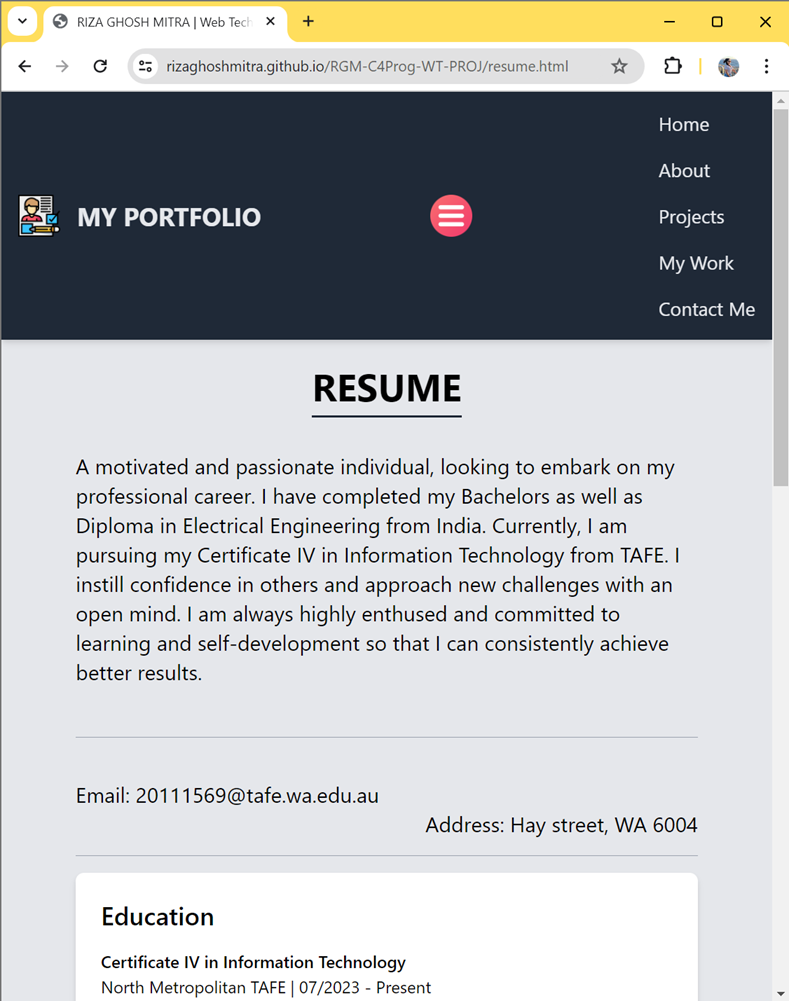 RIZA GHOSH MITRA | Web Tech
rizaghoshmitra.github.io/RGM-C4Prog-WT-PROJ/resume.html
MY PORTFOLIO
Home
About
Projects
My Work
Contact Me
RESUME
A motivated and passionate individual, looking to embark on my
professional career. I have completed my Bachelors as well as
Diploma in Electrical Engineering from India. Currently, I am
pursuing my Certificate IV in Information Technology from TAFE. I
instill confidence in others and approach new challenges with an
open mind. I am always highly enthused and committed to
learning and self-development so that I can consistently achieve
better results.
Email: 20111569@tafe.wa.edu.au
Address: Hay street, WA 6004
Education
Certificate IV in Information Technology
North Metropolitan TAFE | 07/2023 - Present